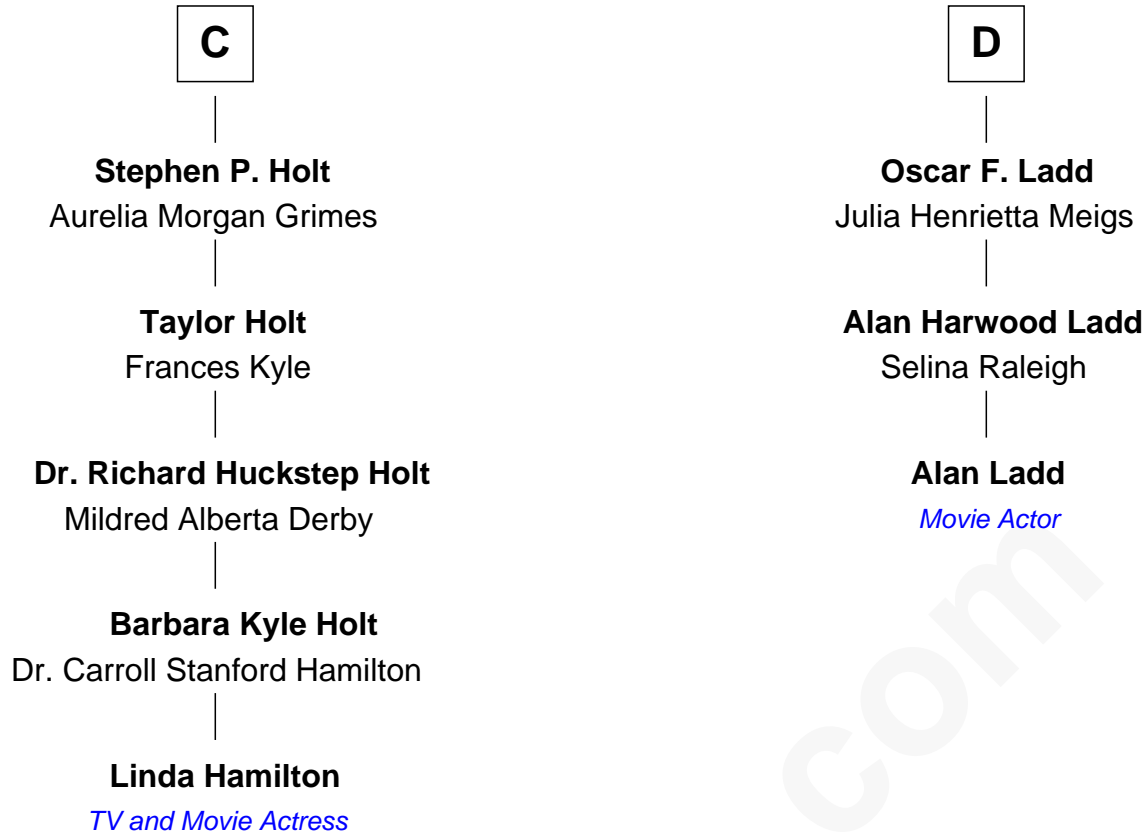 C
Stephen P. Holt
Aurelia Morgan Grimes
Taylor Holt
Frances Kyle
Dr. Richard Huckstep Holt
Mildred Alberta Derby
Barbara Kyle Holt
Dr. Carroll Stanford Hamilton
Linda Hamilton
TV and Movie Actress
D
Oscar F. Ladd
Julia Henrietta Meigs
Alan Harwood Ladd
Selina Raleigh
Alan Ladd
Movie Actor
com